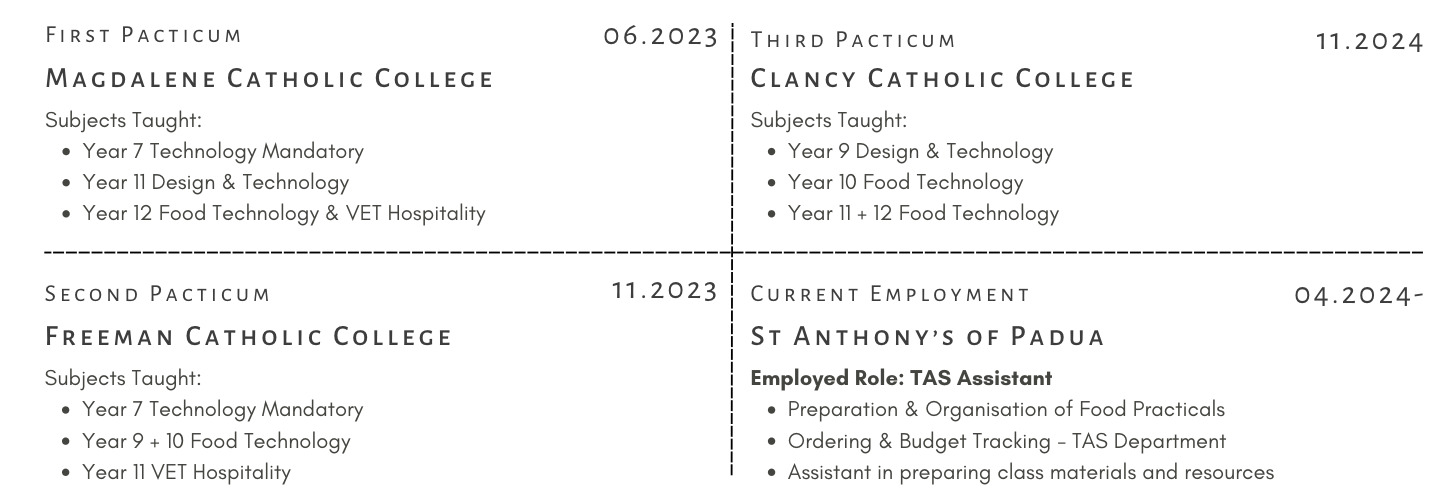 First Pacticum
06.2023
Magdalene Catholic College
Subjects Taught:
• Year 7 Technology Mandatory
• Year 11 Design & Technology
• Year 12 Food Technology & VET Hospitality
Third Pacticum
11.2024
Clancy Catholic College
Subjects Taught:
• Year 9 Design & Technology
• Year 10 Food Technology
• Year 11 + 12 Food Technology
Second Pacticum
11.2023
Freeman Catholic College
Subjects Taught:
• Year 7 Technology Mandatory
• Year 9 + 10 Food Technology
• Year 11 VET Hospitality
Current Employment
04.2024-
St Anthony's of Padua
Employed Role: TAS Assistant
• Preparation & Organisation of Food Practicals
• Ordering & Budget Tracking - TAS Department
• Assistant in preparing class materials and resources